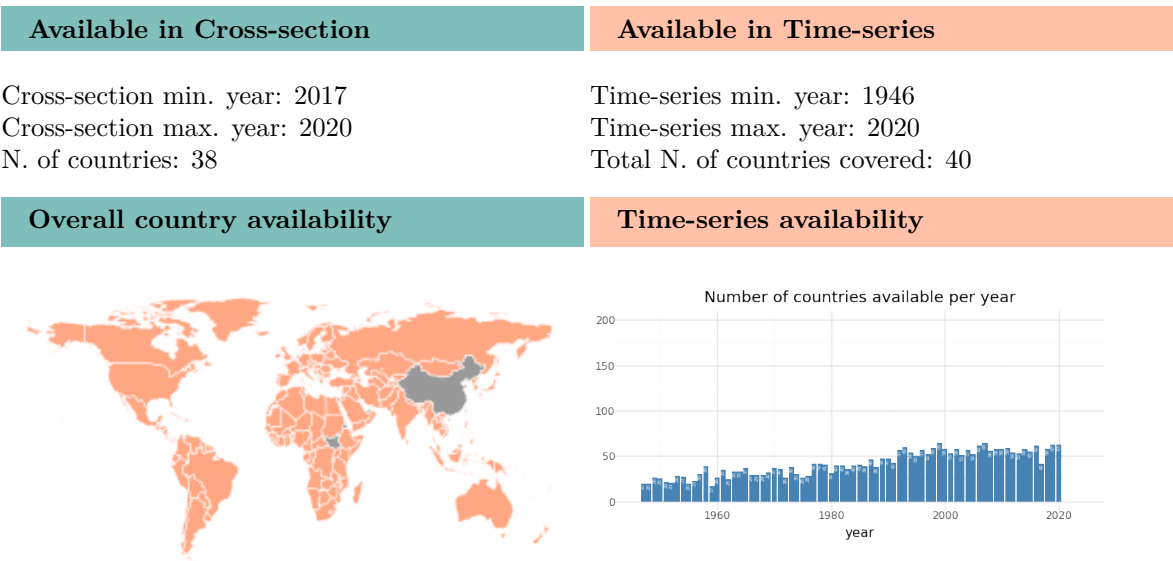 Available in Cross-section
Available in Time-series
Cross-section min. year: 2017
Cross-section max. year: 2020
N. of countries: 38
Time-series min. year: 1946
Time-series max. year: 2020
Total N. of countries covered: 40
Overall country availability
Time-series availability
Number of countries available per year
200
150
100
50
0
1960 1980 2000 2020
year